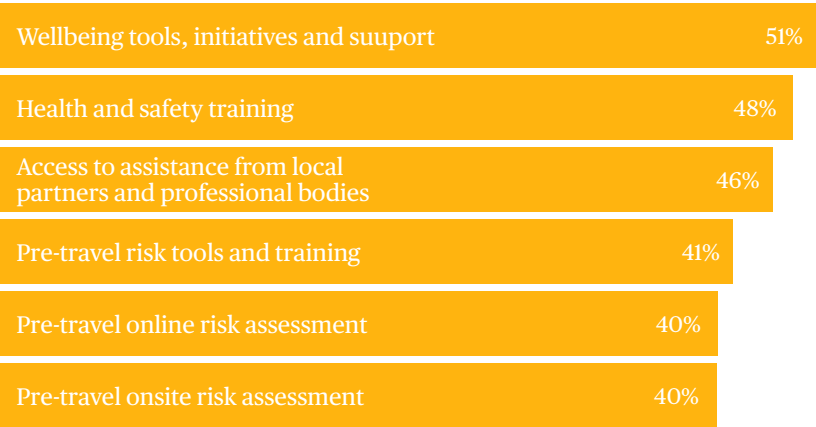 Wellbeing tools, initiatives and suuport 51%
Health and safety training 48%
Access to assistance from local
partners and professional bodies 46%
Pre-travel risk tools and training 41%
Pre-travel online risk assessment 40%
Pre-travel onsite risk assessment 40%